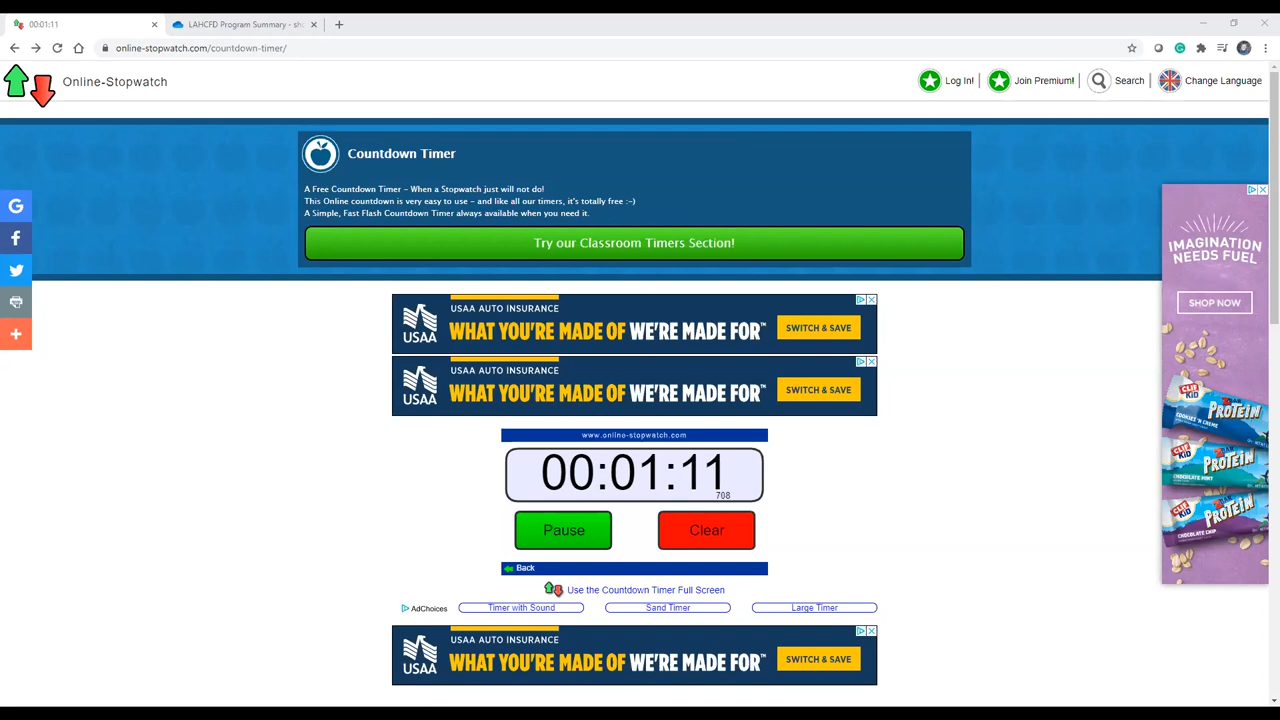 00:01:11
LAHCFD Program Summary - sh
online-stopwatch.com/countdown-timer/
Online-Stopwatch
Log In!
Join Premium!
Search
Change Language
Countdown Timer
A Free Countdown Timer - When a Stopwatch just will not do!
This Online countdown is very easy to use - and like all our timers, it's totally free :-)
A Simple, Fast Flash Countdown Timer always available when you need it.
Try our Classroom Timers Section!
IMAGINATION
NEEDS FUEL
SHOP NOW
USAA AUTO INSURANCE
USAA
WHAT YOU'RE MADE OF WE'RE MADE FOR™
SWITCH & SAVE
USAA AUTO INSURANCE
USAA
WHAT YOU'RE MADE OF WE'RE MADE FOR™
SWITCH & SAVE
CLIF
KID
ZBAR
PROTEIN
COOKIES 'N CREME
CLIF
KID
PROTEIN
CHOCOLATE MINT
CLIF
KID
PROTEIN
CHOCOLATE CHIP
www.online-stopwatch.com
00:01:11
708
Pause
Clear
Back
Use the Countdown Timer Full Screen
AdChoices
Timer with Sound
Sand Timer
Large Timer
USAA AUTO INSURANCE
USAA
WHAT YOU'RE MADE OF WE'RE MADE FOR™
SWITCH & SAVE